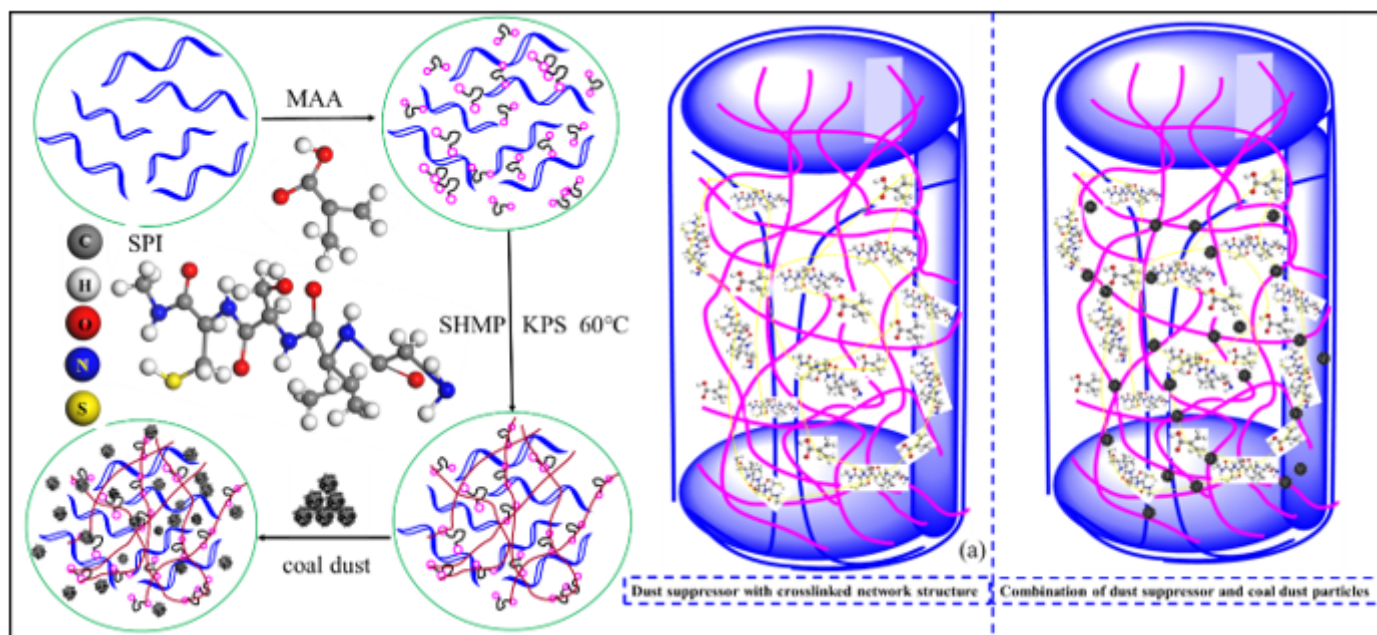 MAA
C
SPI
H
O
N
S
SHMP KPS 60℃
coal dust
(a)
Dust suppressor with crosslinked network structure
Combination of dust suppressor and coal dust particles